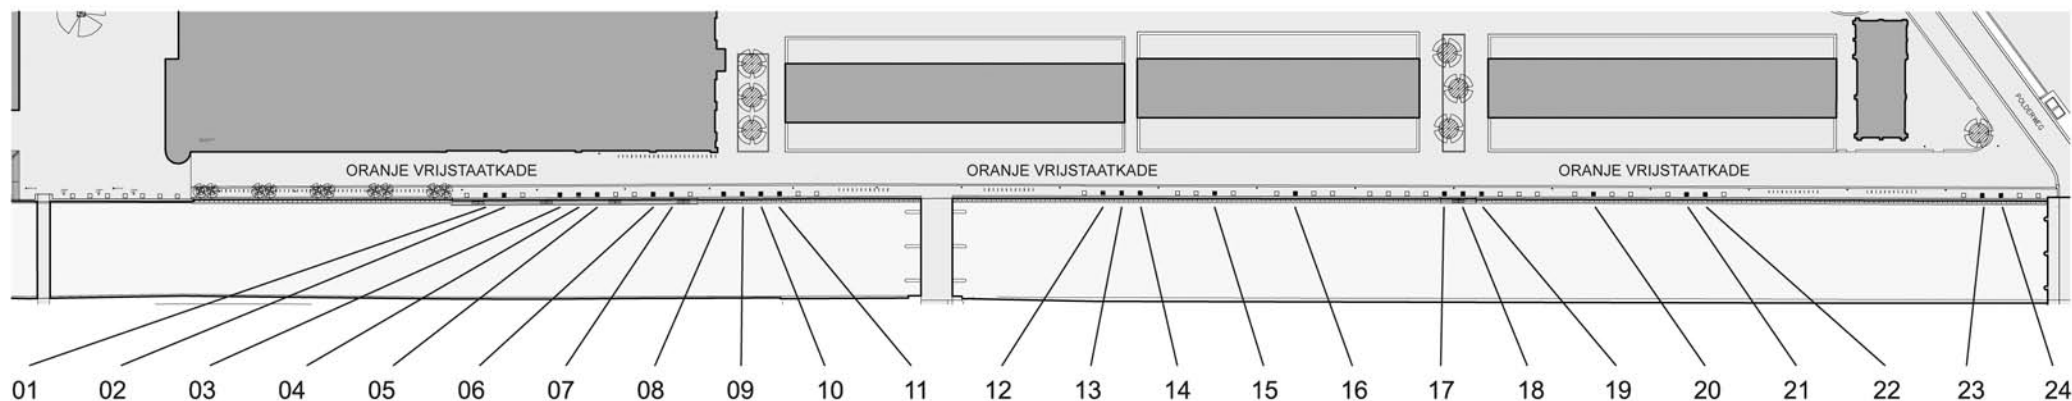 POLDERWEG
ORANJE VRIJSTAATKADE
ORANJE VRIJSTAATKADE
ORANJE VRIJSTAATKADE
01 02 03 04 05 06 07 08 09 10 11 12 13 14 15 16 17 18 19 20 21 22 23 24